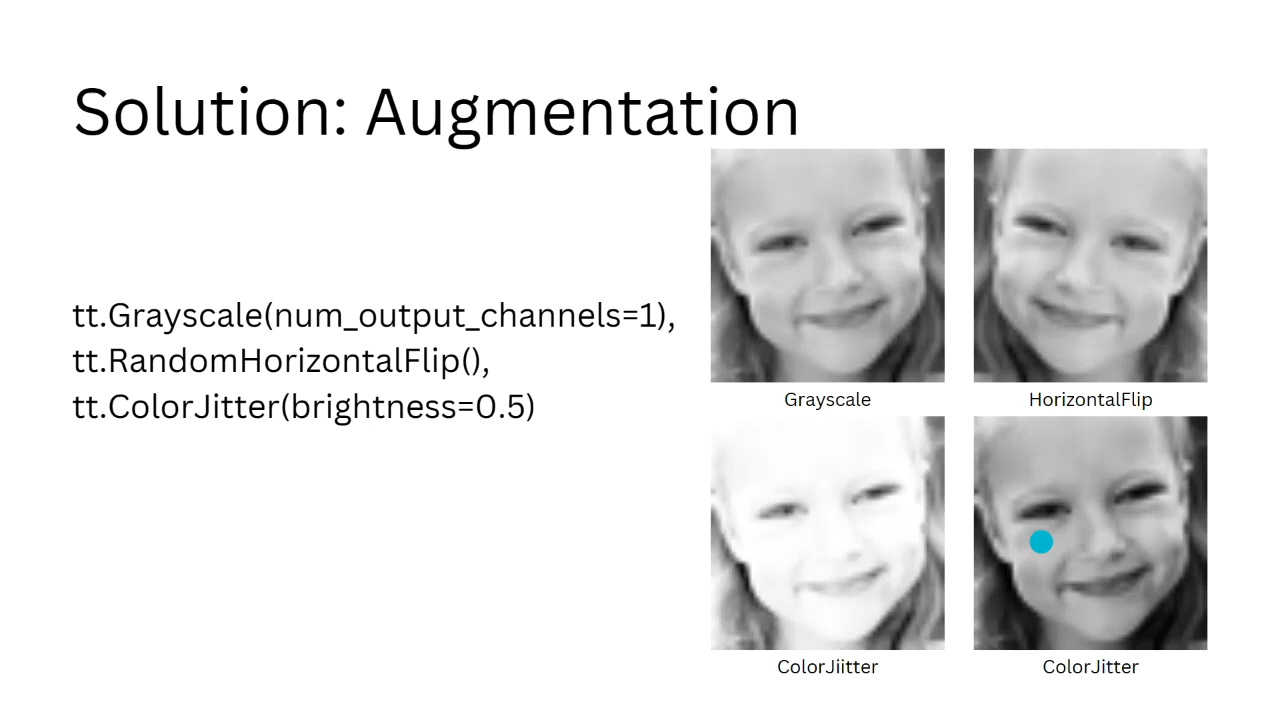 Solution: Augmentation
tt.Grayscale(num_output_channels=1),
tt.RandomHorizontalFlip(),
tt.ColorJitter(brightness=0.5)
Grayscale
HorizontalFlip
ColorJiitter
ColorJitter